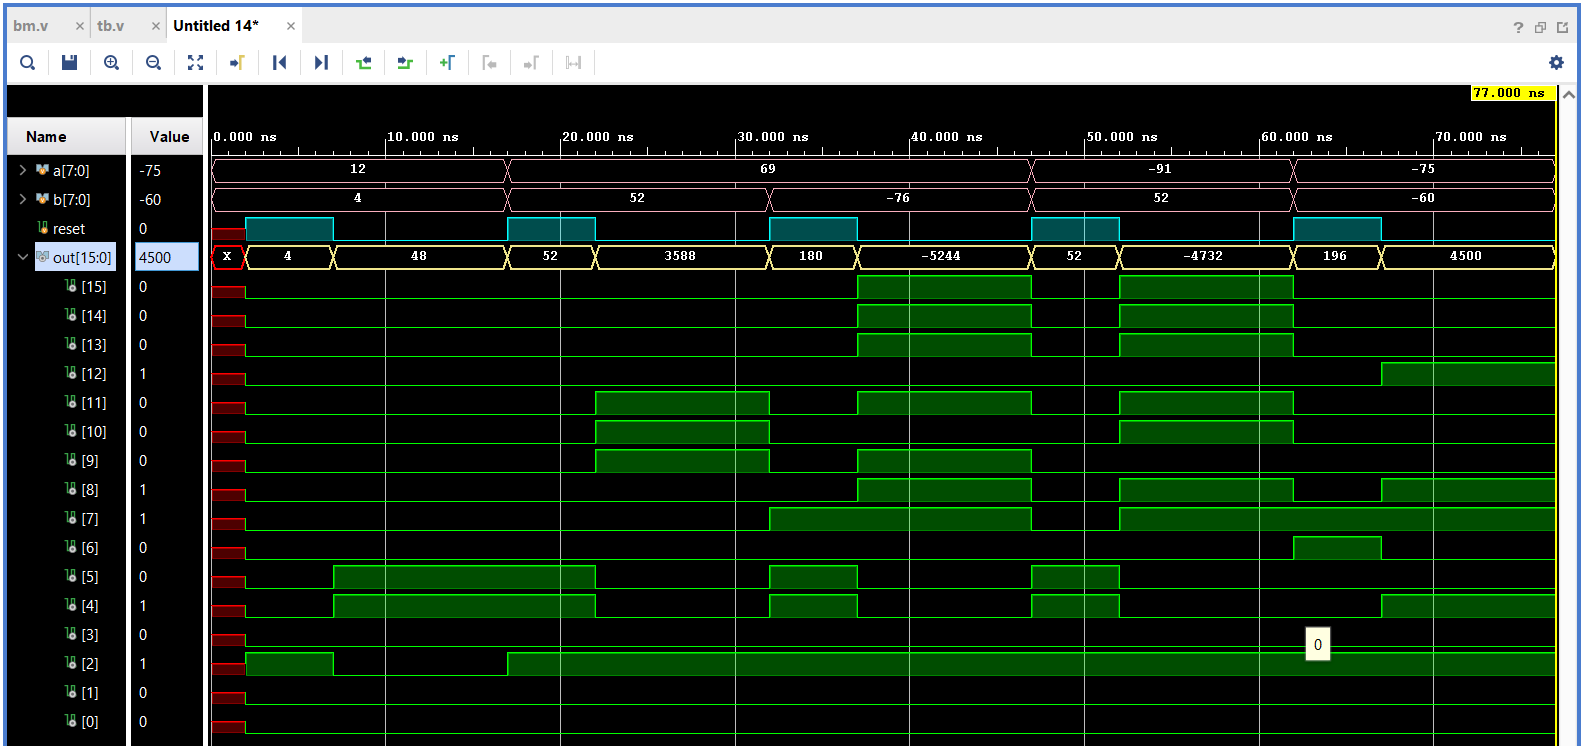 bm.v × tb.v × Untitled 14* ×
?
77.000 ns
Name Value
0.000 ns 10.000 ns 20.000 ns 30.000 ns 40.000 ns 50.000 ns 60.000 ns 70.000 ns
a[7:0] -75 12 69 -91 -75
b[7:0] -60 4 52 -76 52 -60
reset 0
out[15:0] 4500 X 4 48 52 3588 180 -5244 52 -4732 196 4500
[15] 0
[14] 0
[13] 0
[12] 1
[11] 0
[10] 0
[9] 0
[8] 1
[7] 1
[6] 0
[5] 0
[4] 1
[3] 0
0
[2] 1
[1] 0
[0] 0